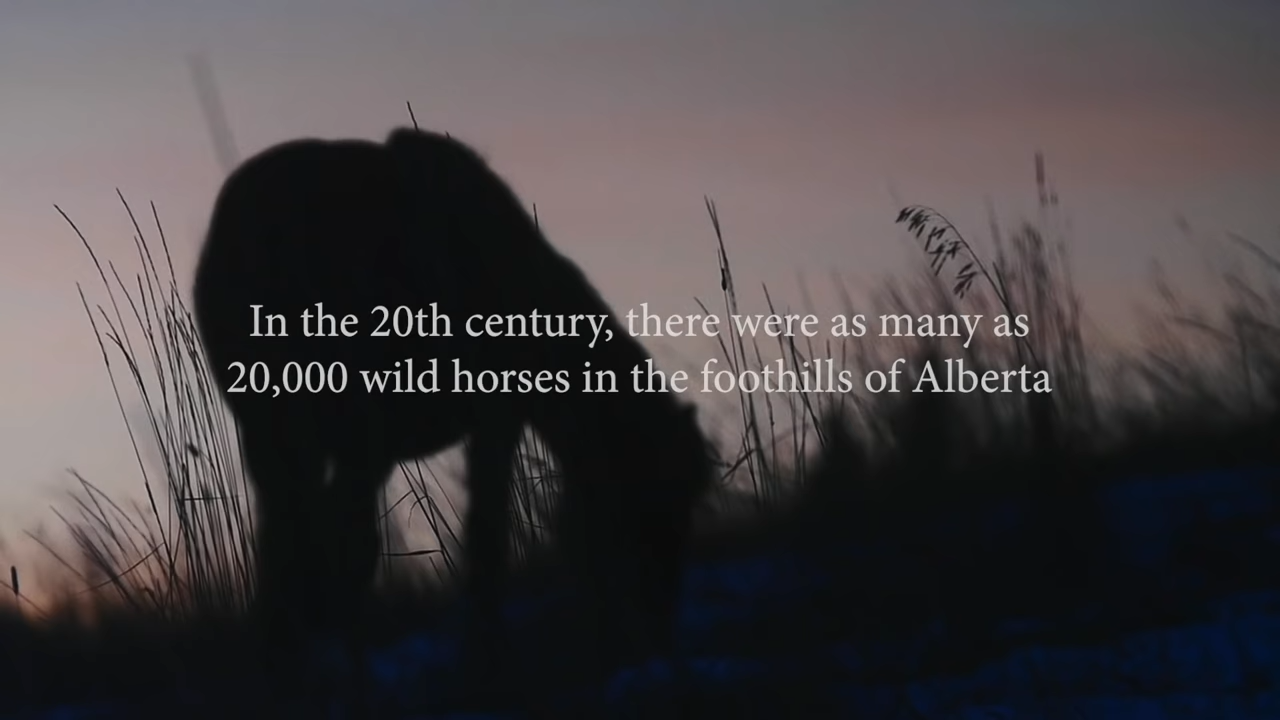 In the 20th century, there were as many as
20,000 wild horses in the foothills of Alberta